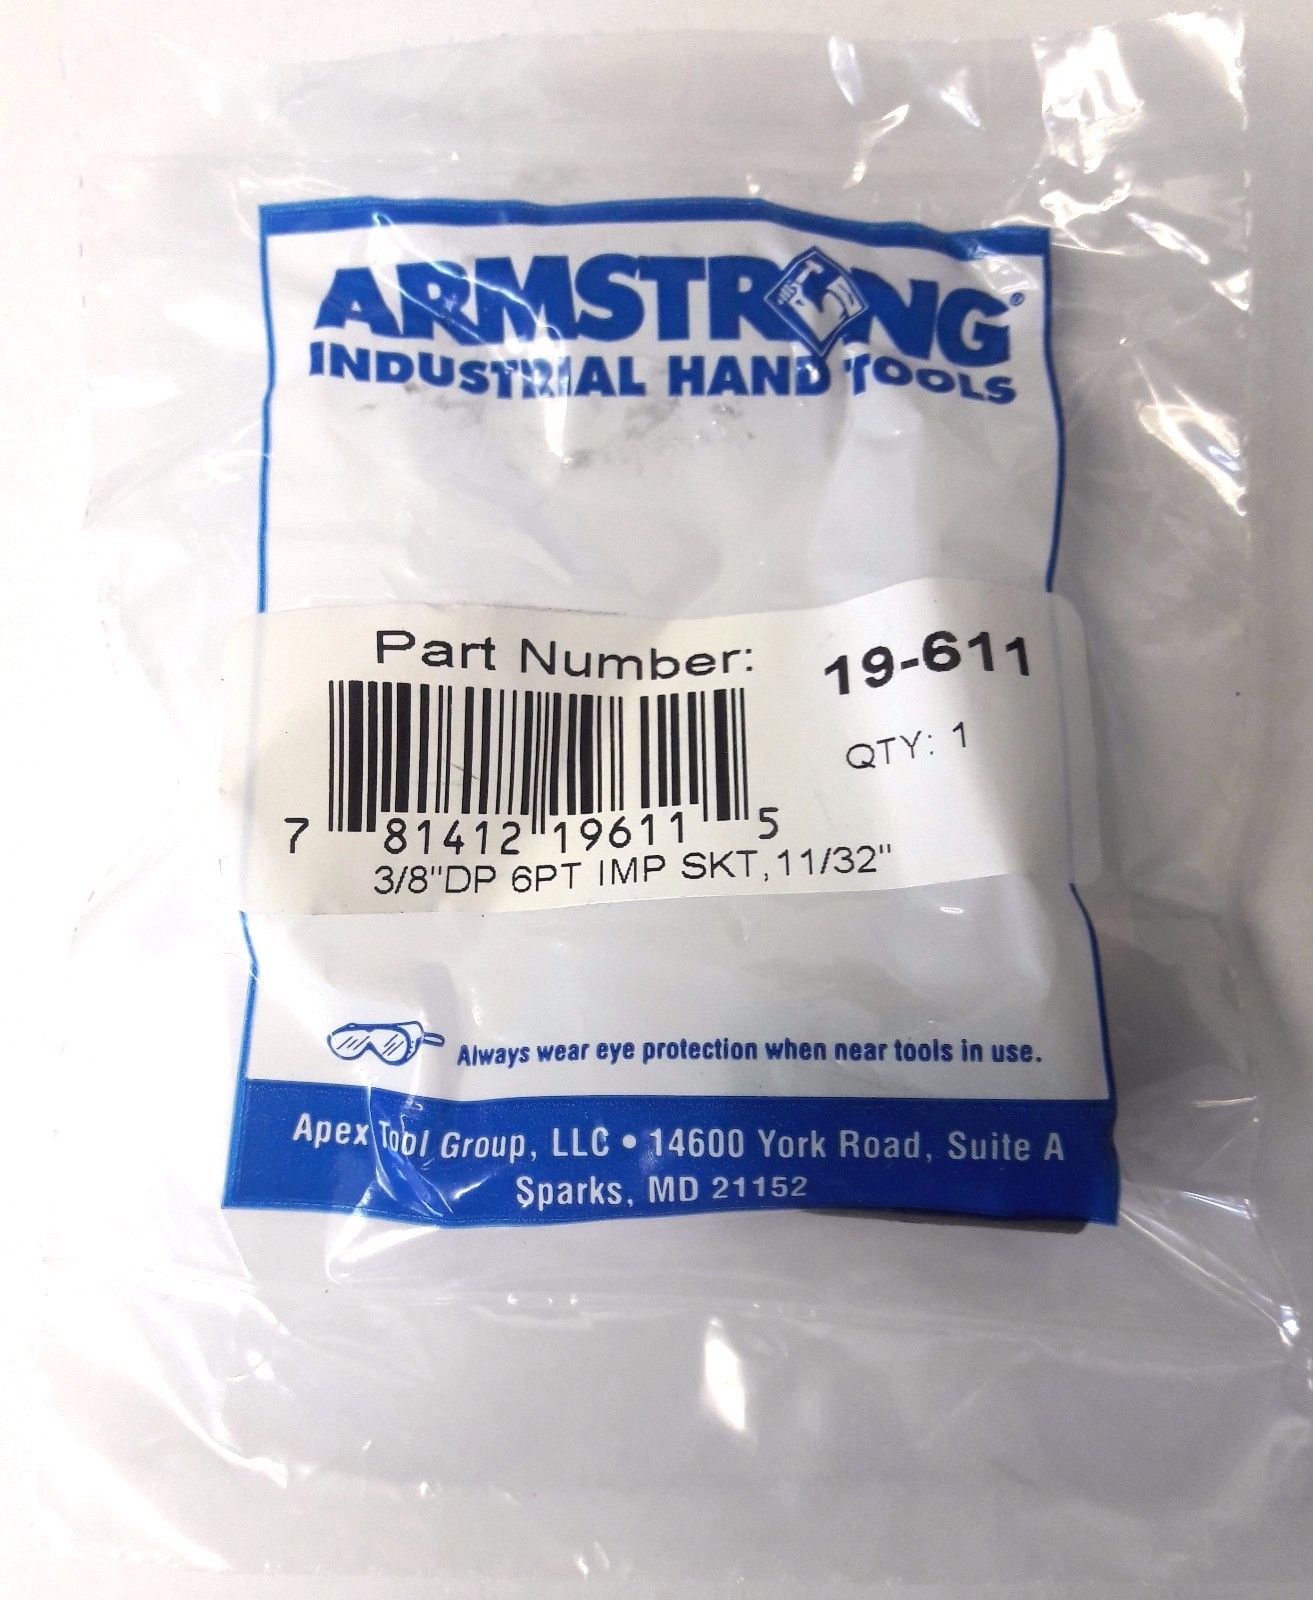 ARMSTRONG®
INDUSTRIAL HAND TOOLS
Part Number: 19-611
QTY: 1
7 81412 19611 5
3/8"DP 6PT IMP SKT,11/32"
Always wear eye protection when near tools in use.
Apex Tool Group, LLC • 14600 York Road, Suite A
Sparks, MD 21152